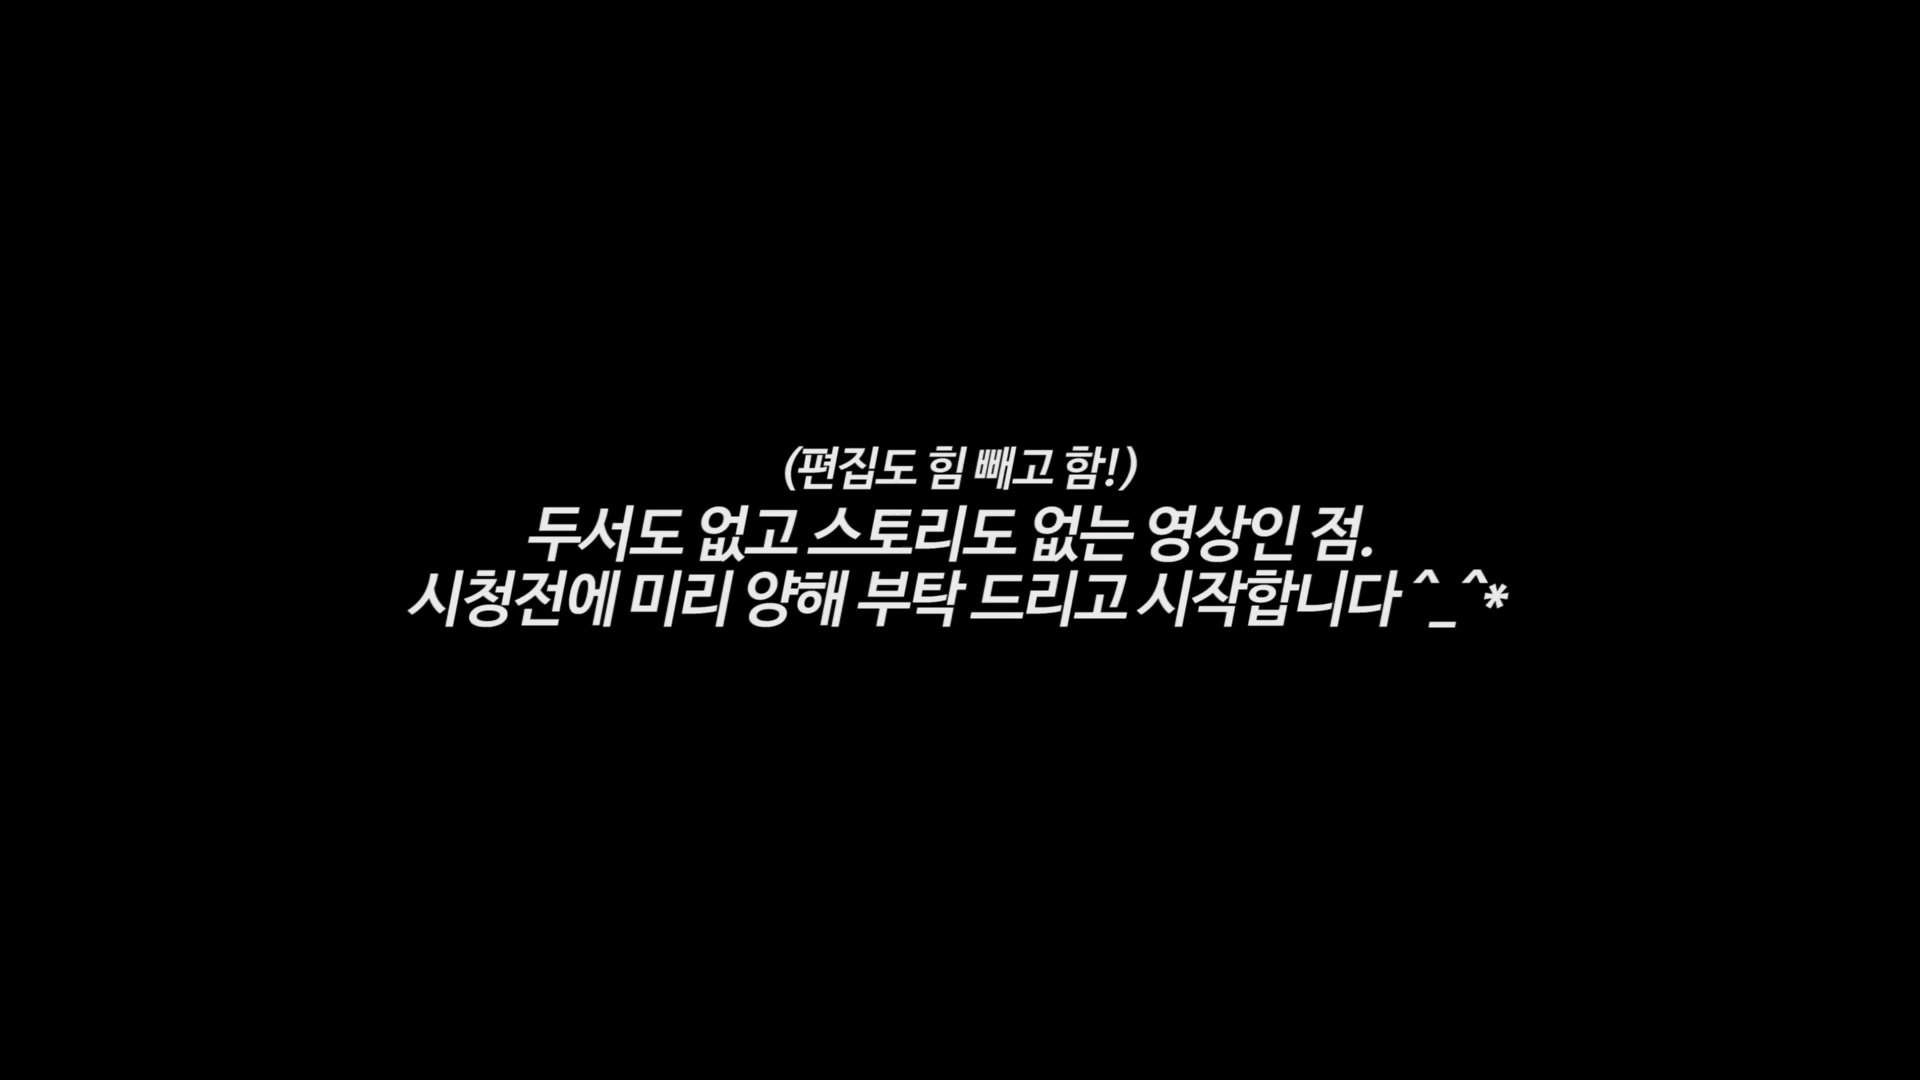 (편집도 힘 빼고 함!)
두서도 없고 스토리도 없는 영상인 점.
시청전에 미리 양해 부탁 드리고 시작합니다 ^_^*